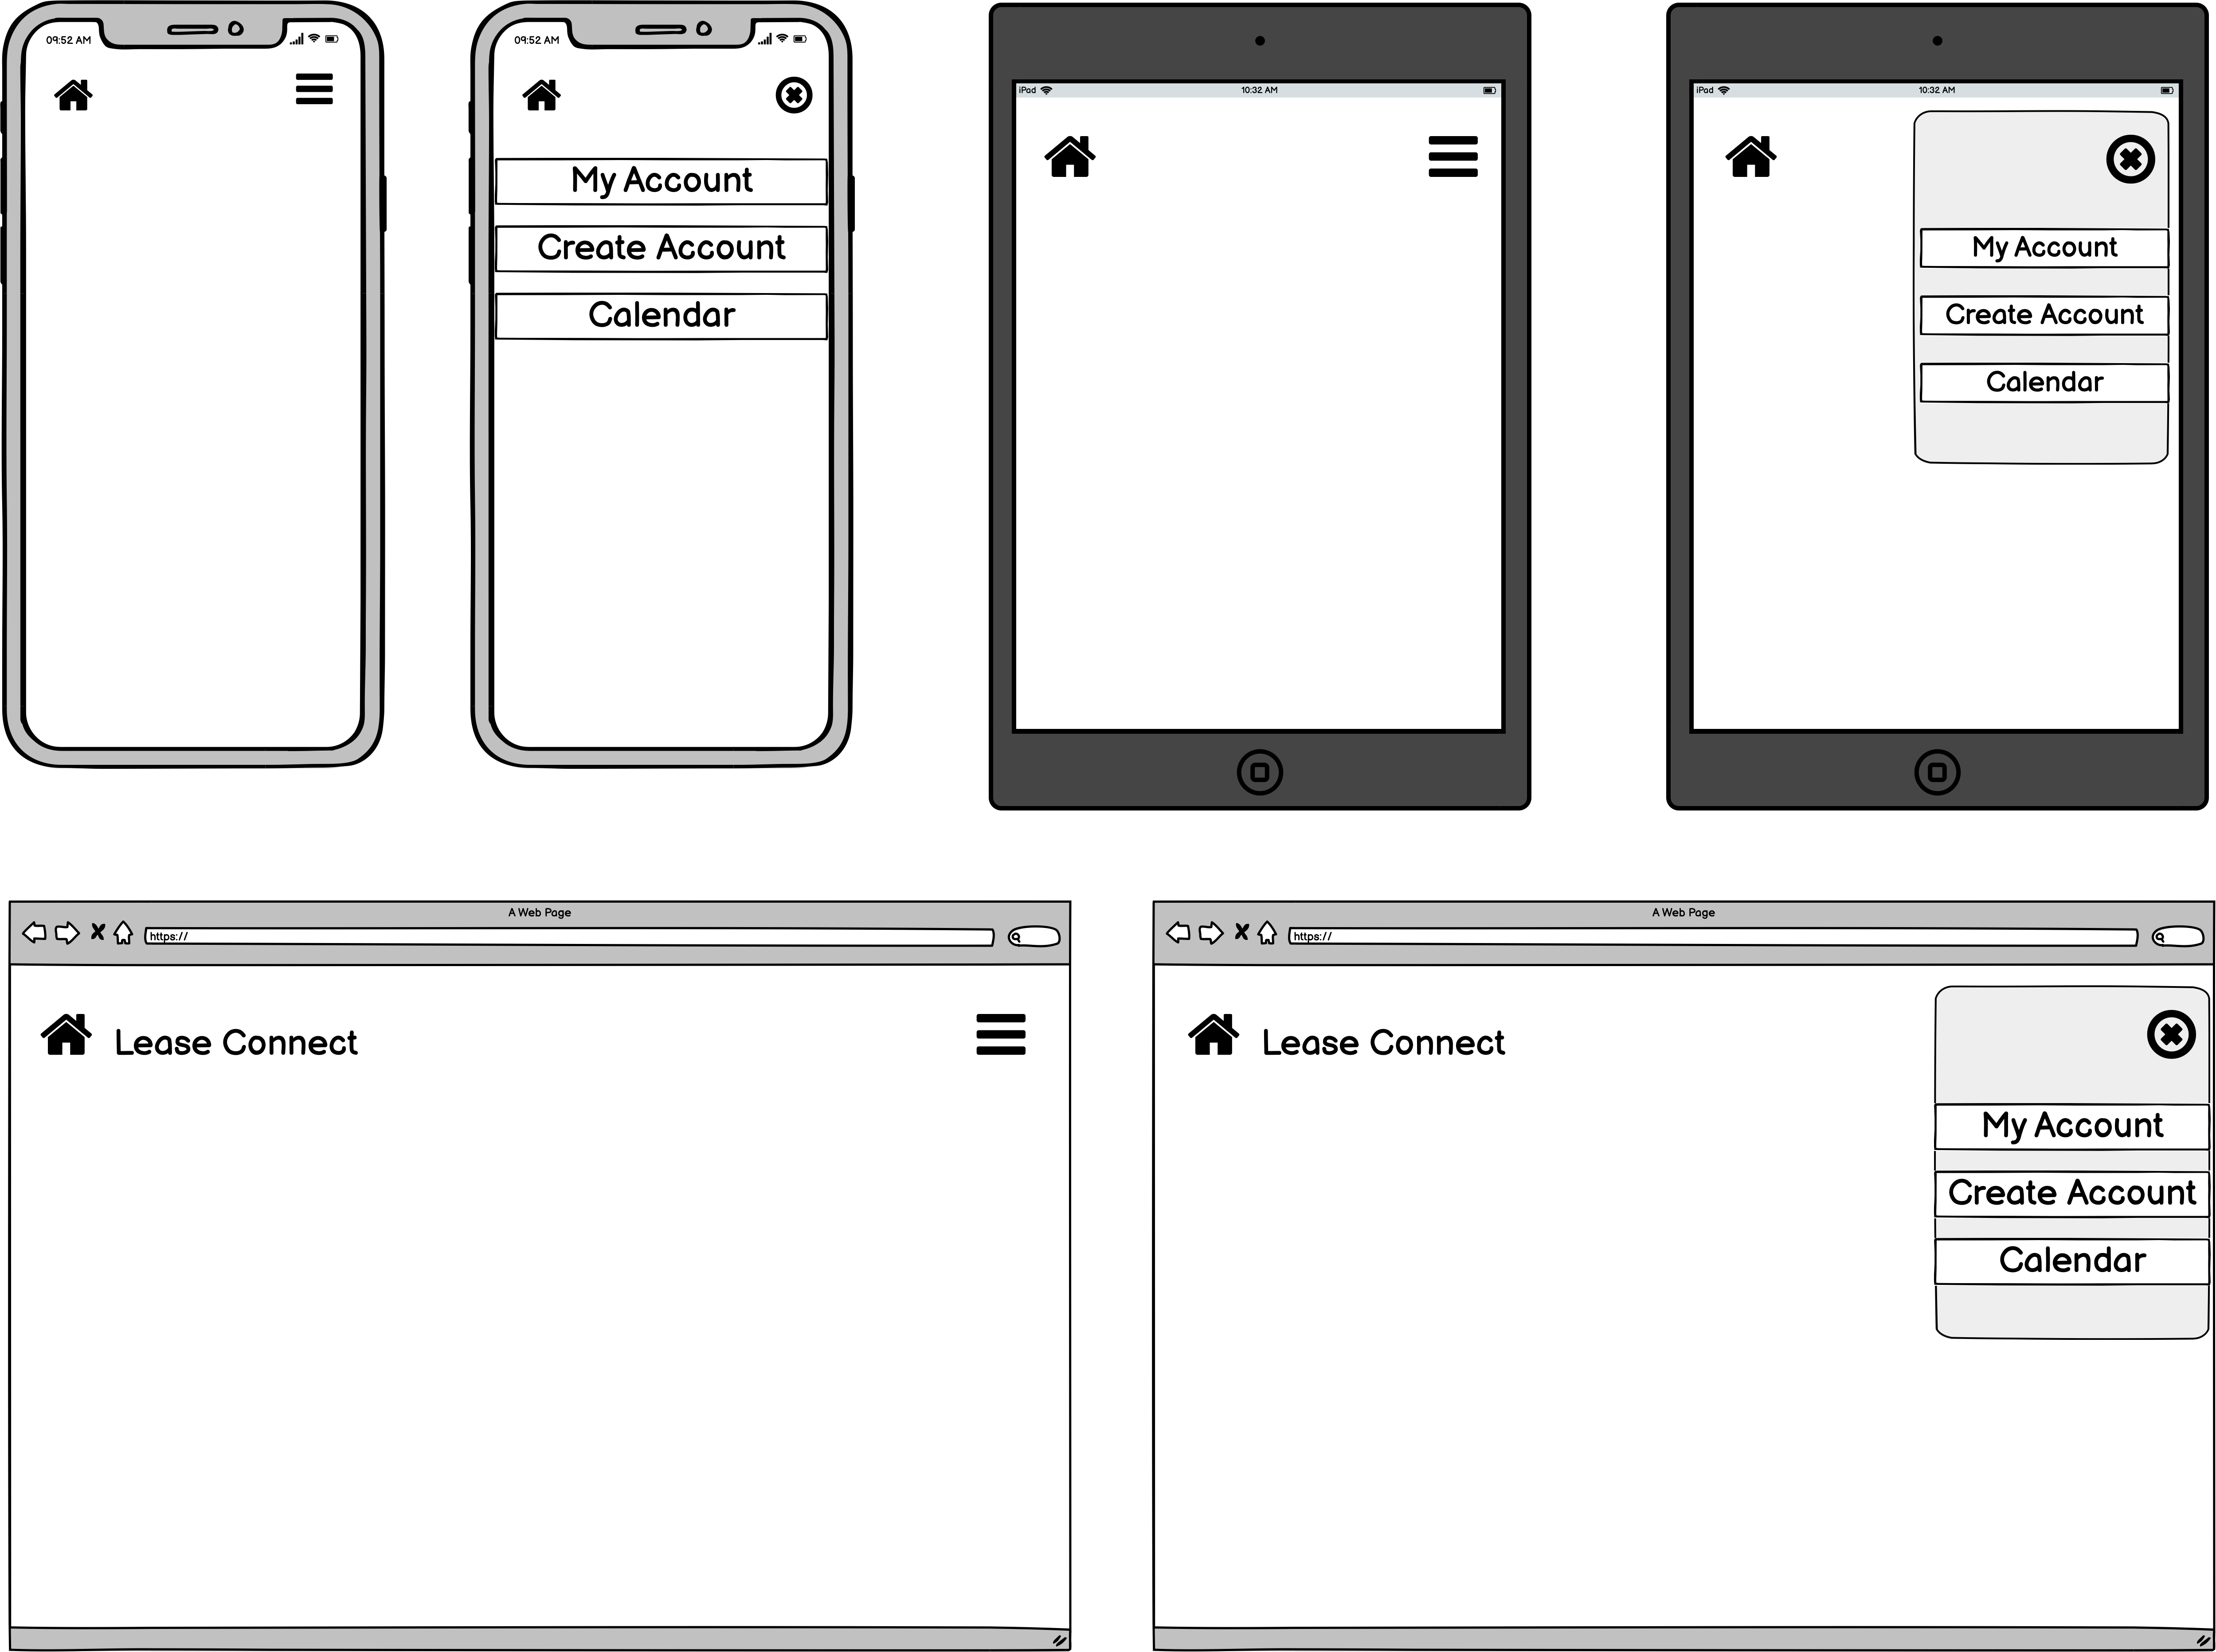 09:52 AM
09:52 AM
My Account
Create Account
Calendar
iPad
10:32 AM
iPad
10:32 AM
My Account
Create Account
Calendar
A Web Page
https://
Lease Connect
A Web Page
https://
Lease Connect
My Account
Create Account
Calendar